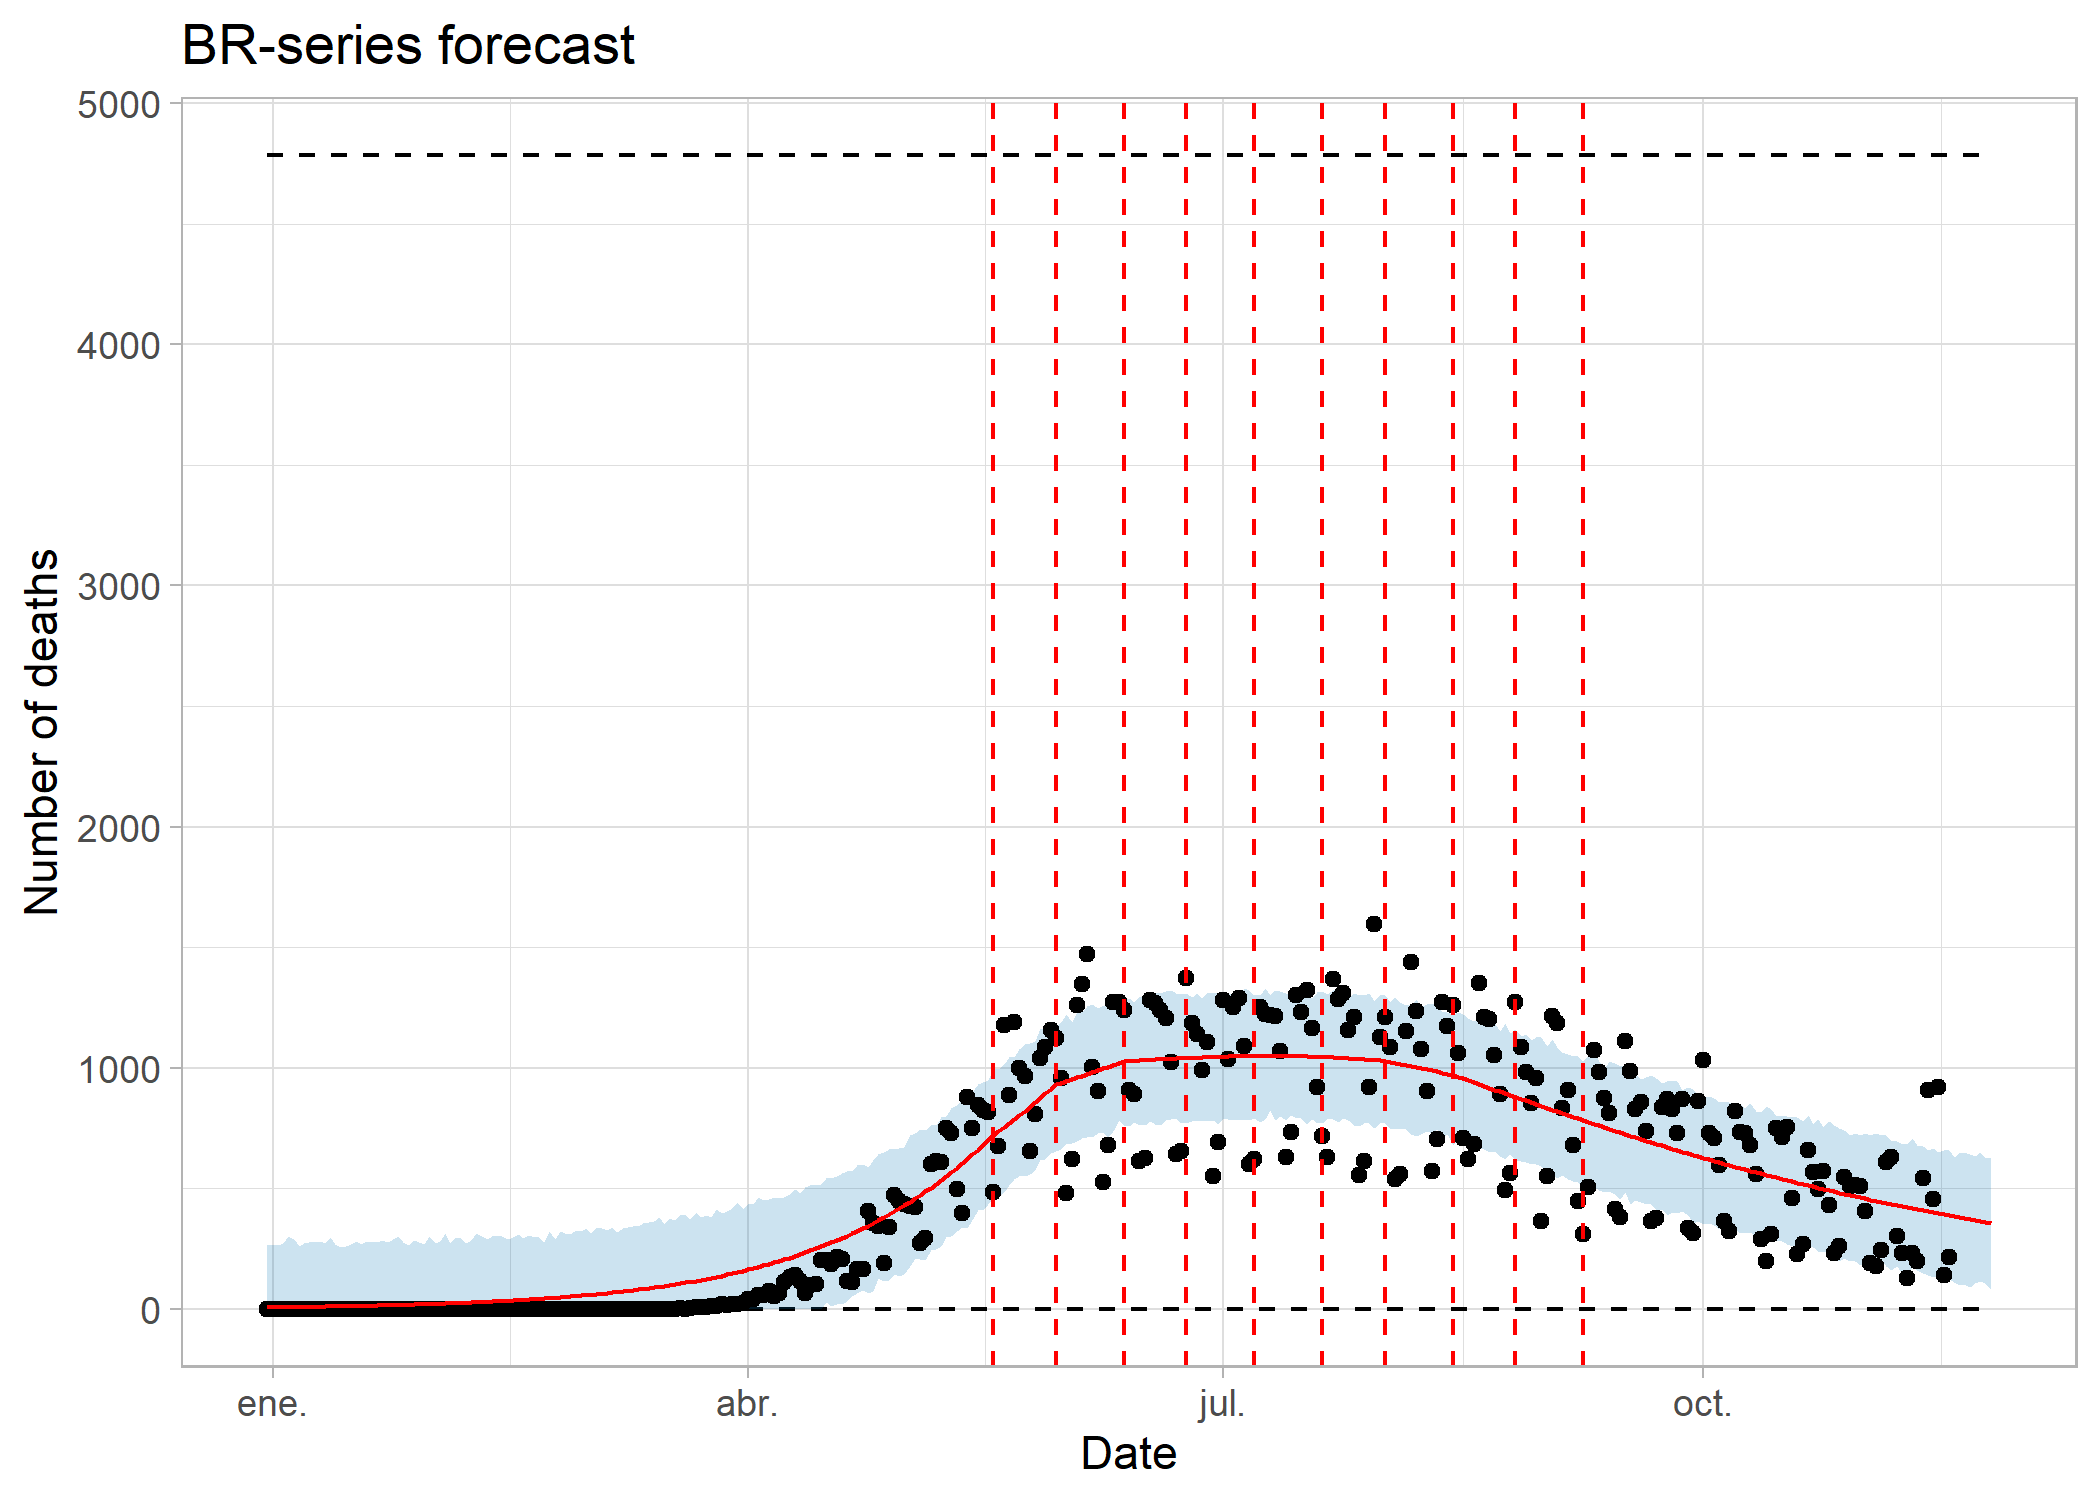 BR-series forecast
5000
4000
3000
2000
1000
0
Number of deaths
ene.
abr.
jul.
oct.
Date